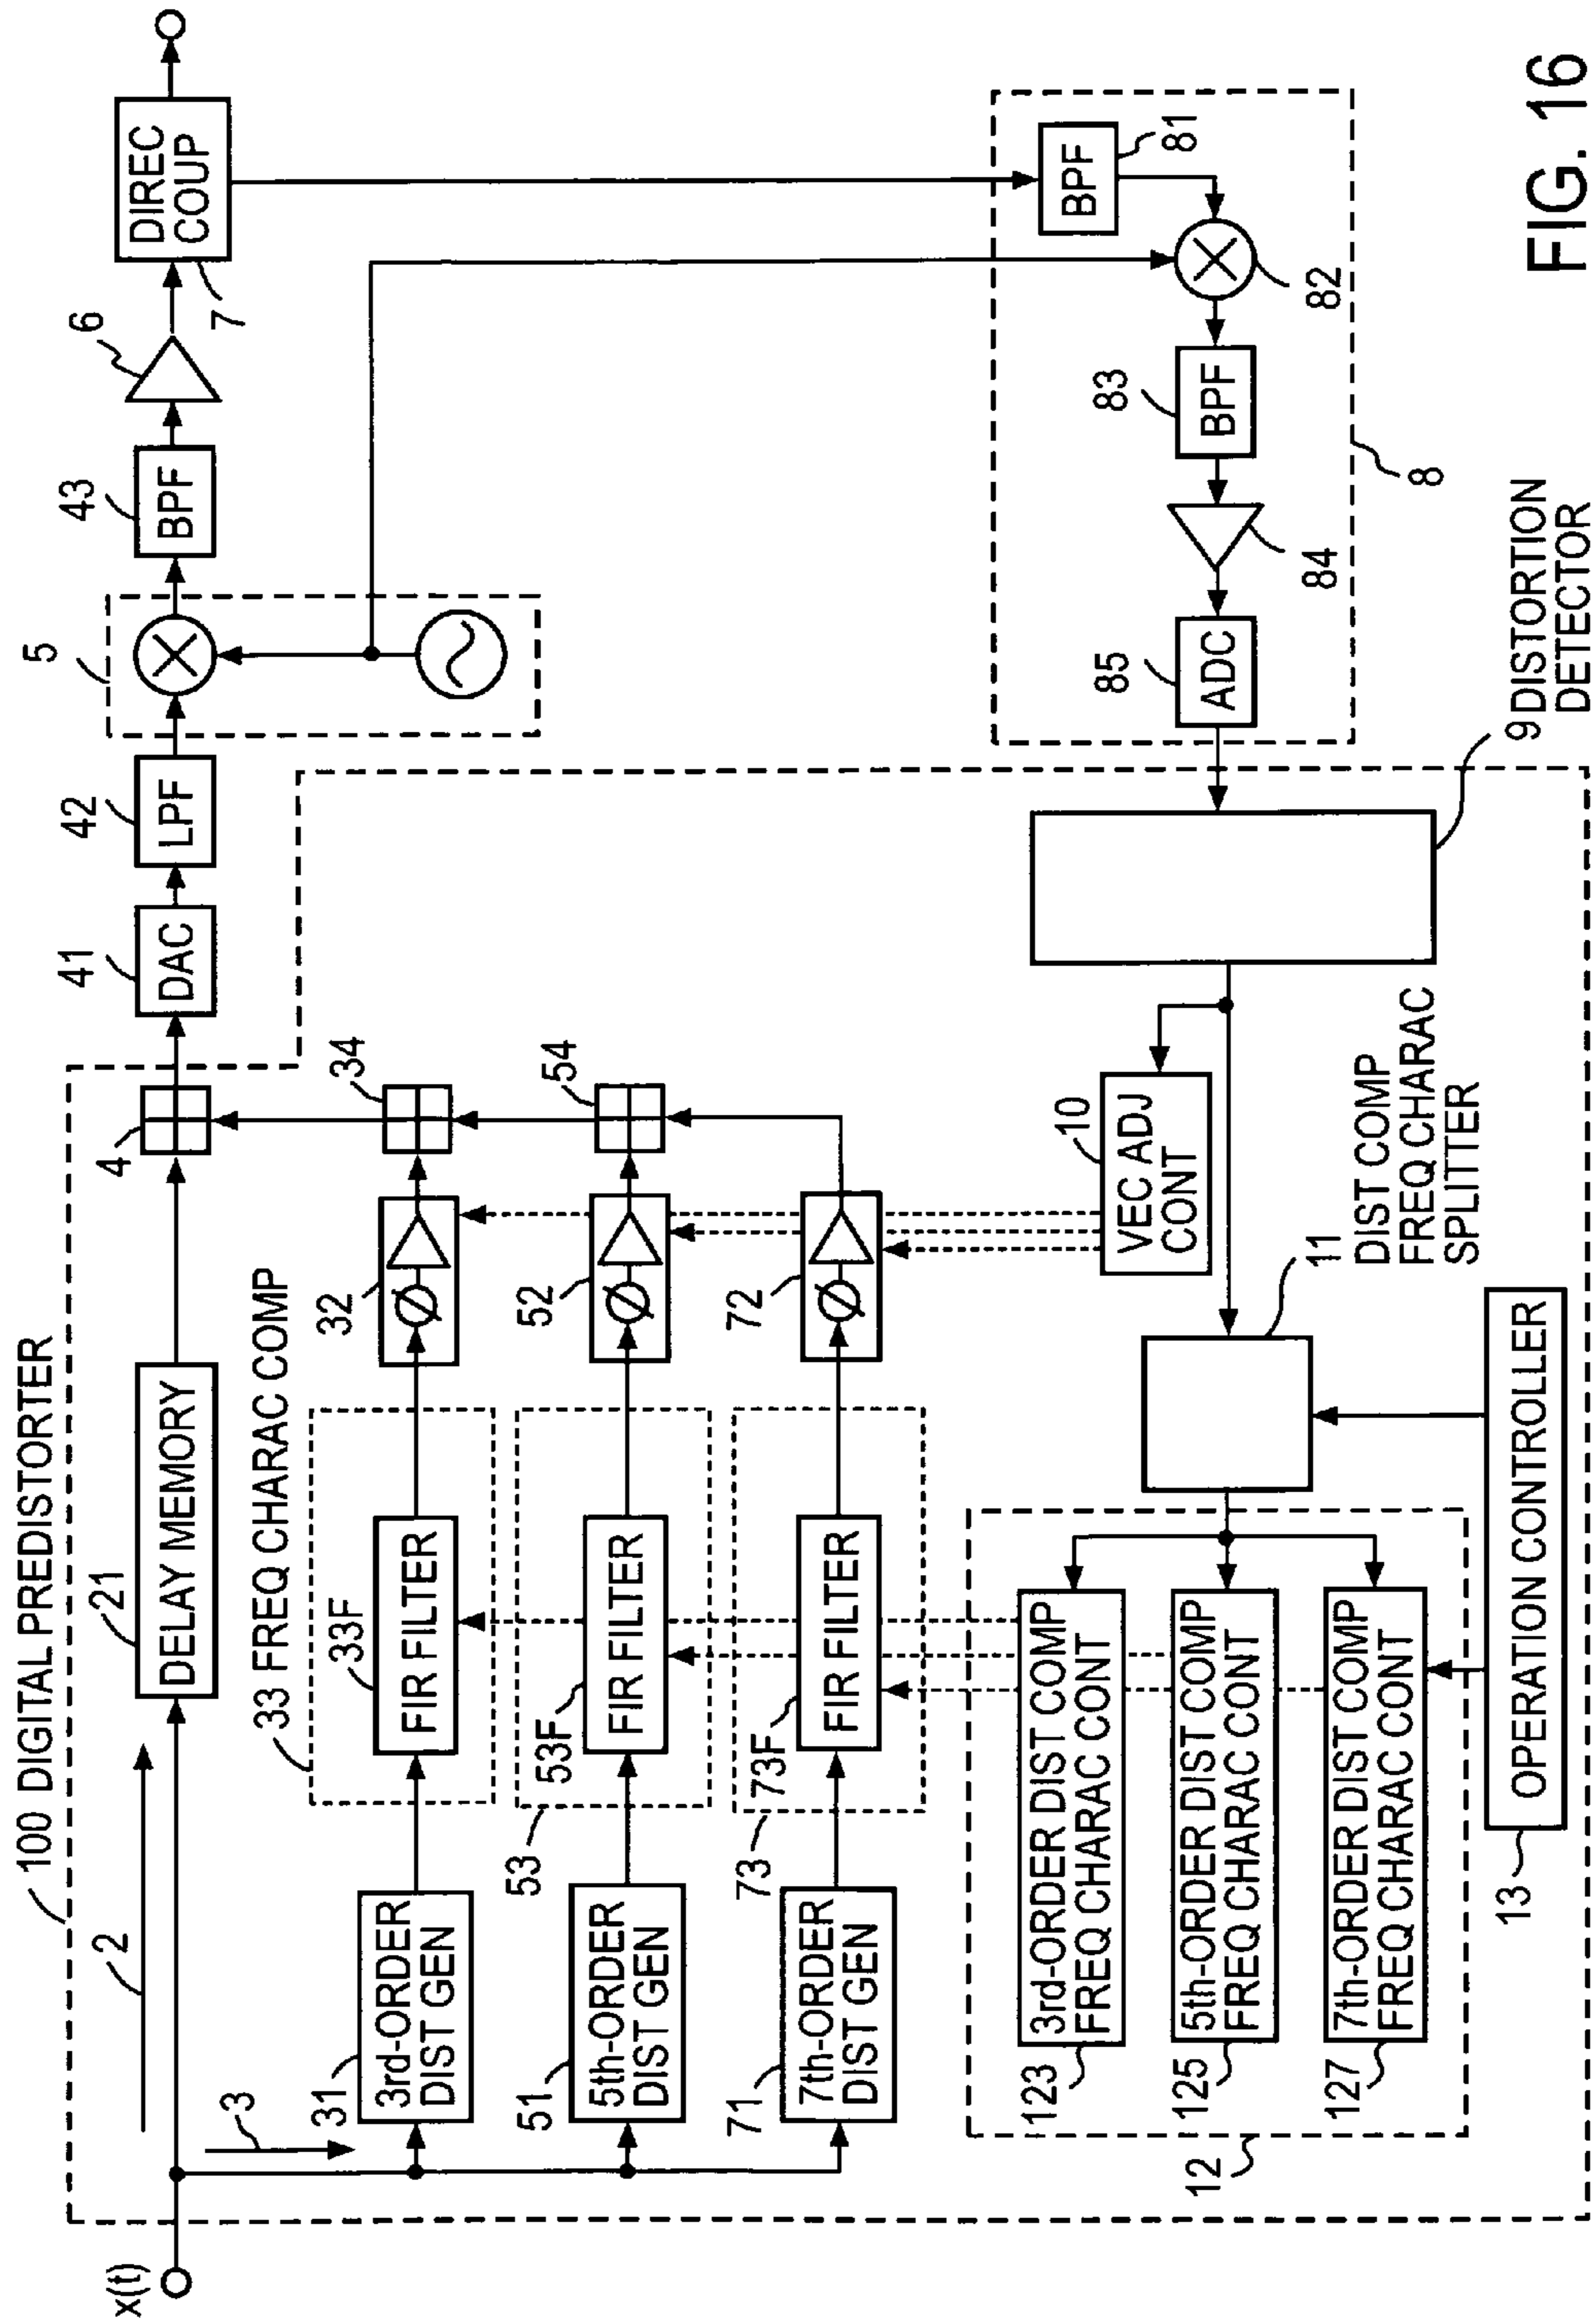 100 DIGITAL PREDISTORTER
x(t)
2
3
21
DELAY MEMORY
4
41
DAC
42
LPF
5
43
BPF
6
7
DIREC
COUP
33 FREQ CHARAC COMP
31
3rd-ORDER
DIST GEN
33F
FIR FILTER
32
34
51
5th-ORDER
DIST GEN
53
53F
FIR FILTER
52
54
71
7th-ORDER
DIST GEN
73
73F
FIR FILTER
72
10
VEC ADJ
CONT
81
BPF
82
83
BPF
84
85
ADC
8
9 DISTORTION
DETECTOR
11
DIST COMP
FREQ CHARAC
SPLITTER
123
3rd-ORDER DIST COMP
FREQ CHARAC CONT
125
5th-ORDER DIST COMP
FREQ CHARAC CONT
127
7th-ORDER DIST COMP
FREQ CHARAC CONT
12
13
OPERATION CONTROLLER
FIG. 16